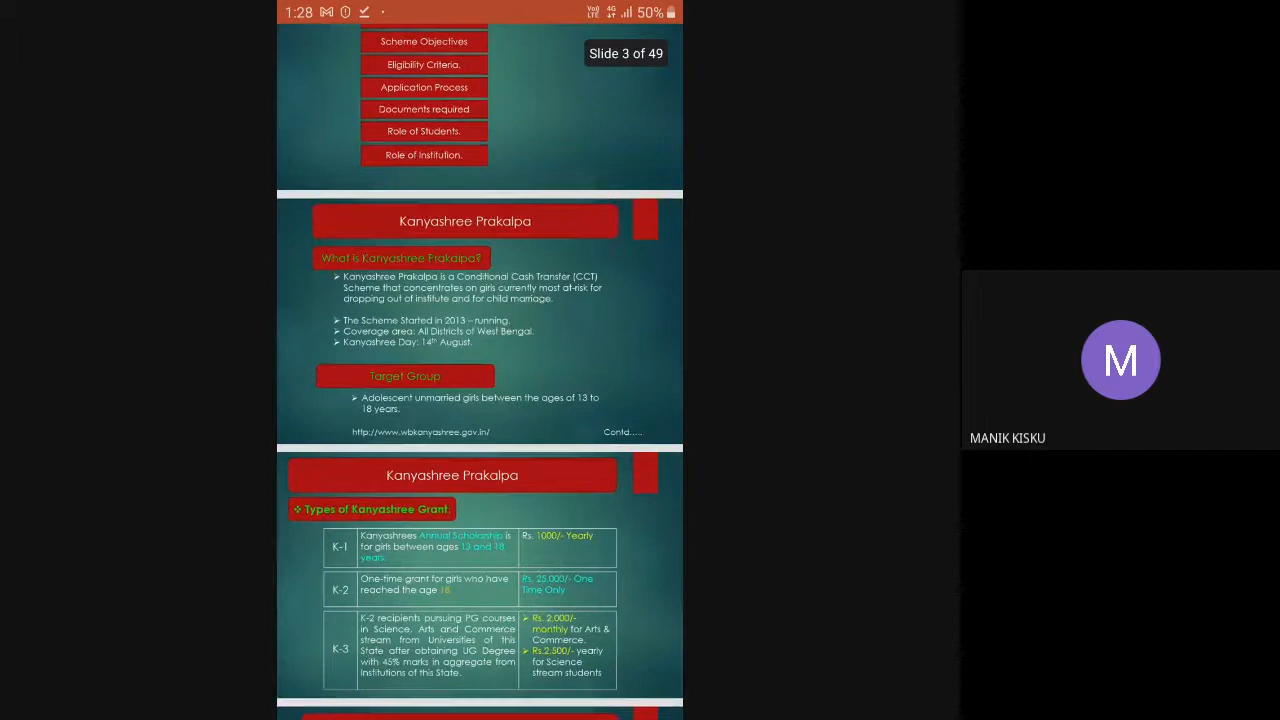 1:28
Vo) LTE 4G 50%
Scheme Objectives
Slide 3 of 49
Eligibility Criteria.
Application Process
Documents required
Role of Students.
Role of Institution.
Kanyashree Prakalpa
What is Kanyashree Prakalpa?
➢ Kanyashree Prakalpa is a Conditional Cash Transfer (CCT)
Scheme that concentrates on girls currently most at-risk for
dropping out of institute and for child marriage.
➢ The Scheme Started in 2013 – running.
➢ Coverage area: All Districts of West Bengal.
➢ Kanyashree Day: 14th August.
Target Group
➢ Adolescent unmarried girls between the ages of 13 to
18 years.
http://www.wbkanyashree.gov.in/ Contd.....
Kanyashree Prakalpa
❖ Types of Kanyashree Grant.
K-1
Kanyashrees Annual Scholarship is
for girls between ages 13 and 18
years.
Rs. 1000/- Yearly
K-2
One-time grant for girls who have
reached the age 18.
Rs. 25,000/- One
Time Only
K-3
K-2 recipients pursuing PG courses
in Science, Arts and Commerce
stream from Universities of this
State after obtaining UG Degree
with 45% marks in aggregate from
Institutions of this State.
➢ Rs. 2,000/-
monthly for Arts &
Commerce.
➢ Rs.2,500/- yearly
for Science
stream students
M
MANIK KISKU